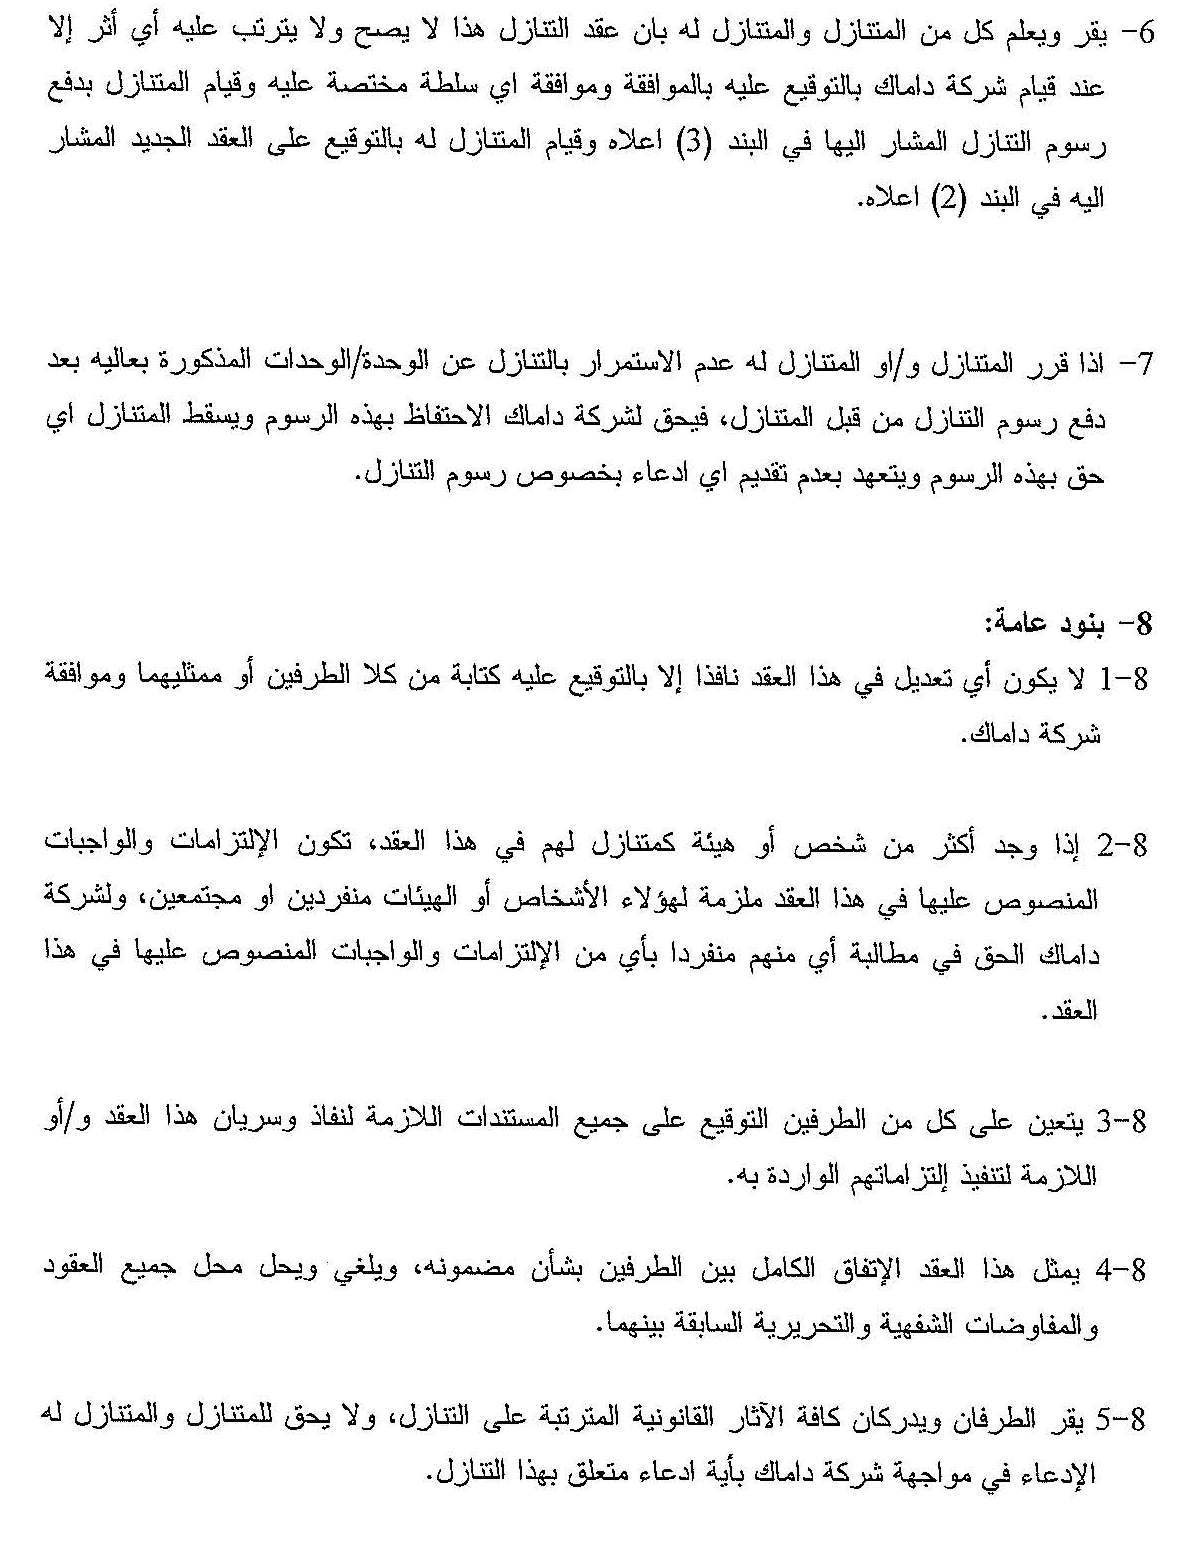 6- يقر ويعلم كل من المتنازل والمتنازل له بان عقد التنازل هذا لا يصح ولا يترتب عليه أي أثر إلا
عند قيام شركة داماك بالتوقيع عليه بالموافقة وموافقة اي سلطة مختصة عليه وقيام المتنازل بدفع
رسوم التنازل المشار اليها في البند (3) اعلاه وقيام المتنازل له بالتوقيع على العقد الجديد المشار
اليه في البند (2) اعلاه.
7- اذا قرر المتنازل و/او المتنازل له عدم الاستمرار بالتنازل عن الوحدة/الوحدات المذكورة بعاليه بعد
دفع رسوم التنازل من قبل المتنازل، فيحق لشركة داماك الاحتفاظ بهذه الرسوم ويسقط المتنازل اي
حق بهذه الرسوم ويتعهد بعدم تقديم اي ادعاء بخصوص رسوم التنازل.
8- بنود عامة:
8-1 لا يكون أي تعديل في هذا العقد نافذا إلا بالتوقيع عليه كتابة من كلا الطرفين أو ممثليهما وموافقة
شركة داماك.
8-2 إذا وجد أكثر من شخص أو هيئة كمتنازل لهم في هذا العقد، تكون الإلتزامات والواجبات
المنصوص عليها في هذا العقد ملزمة لهؤلاء الأشخاص أو الهيئات منفردين او مجتمعين، ولشركة
داماك الحق في مطالبة أي منهم منفردا بأي من الإلتزامات والواجبات المنصوص عليها في هذا
العقد.
8-3 يتعين على كل من الطرفين التوقيع على جميع المستندات اللازمة لنفاذ وسريان هذا العقد و/أو
اللازمة لتنفيذ إلتزاماتهم الواردة به.
8-4 يمثل هذا العقد الإتفاق الكامل بين الطرفين بشأن مضمونه، ويلغي ويحل محل جميع العقود
والمفاوضات الشفهية والتحريرية السابقة بينهما.
8-5 يقر الطرفان ويدركان كافة الآثار القانونية المترتبة على التنازل، ولا يحق للمتنازل والمتنازل له
الإدعاء في مواجهة شركة داماك بأية ادعاء متعلق بهذا التنازل.